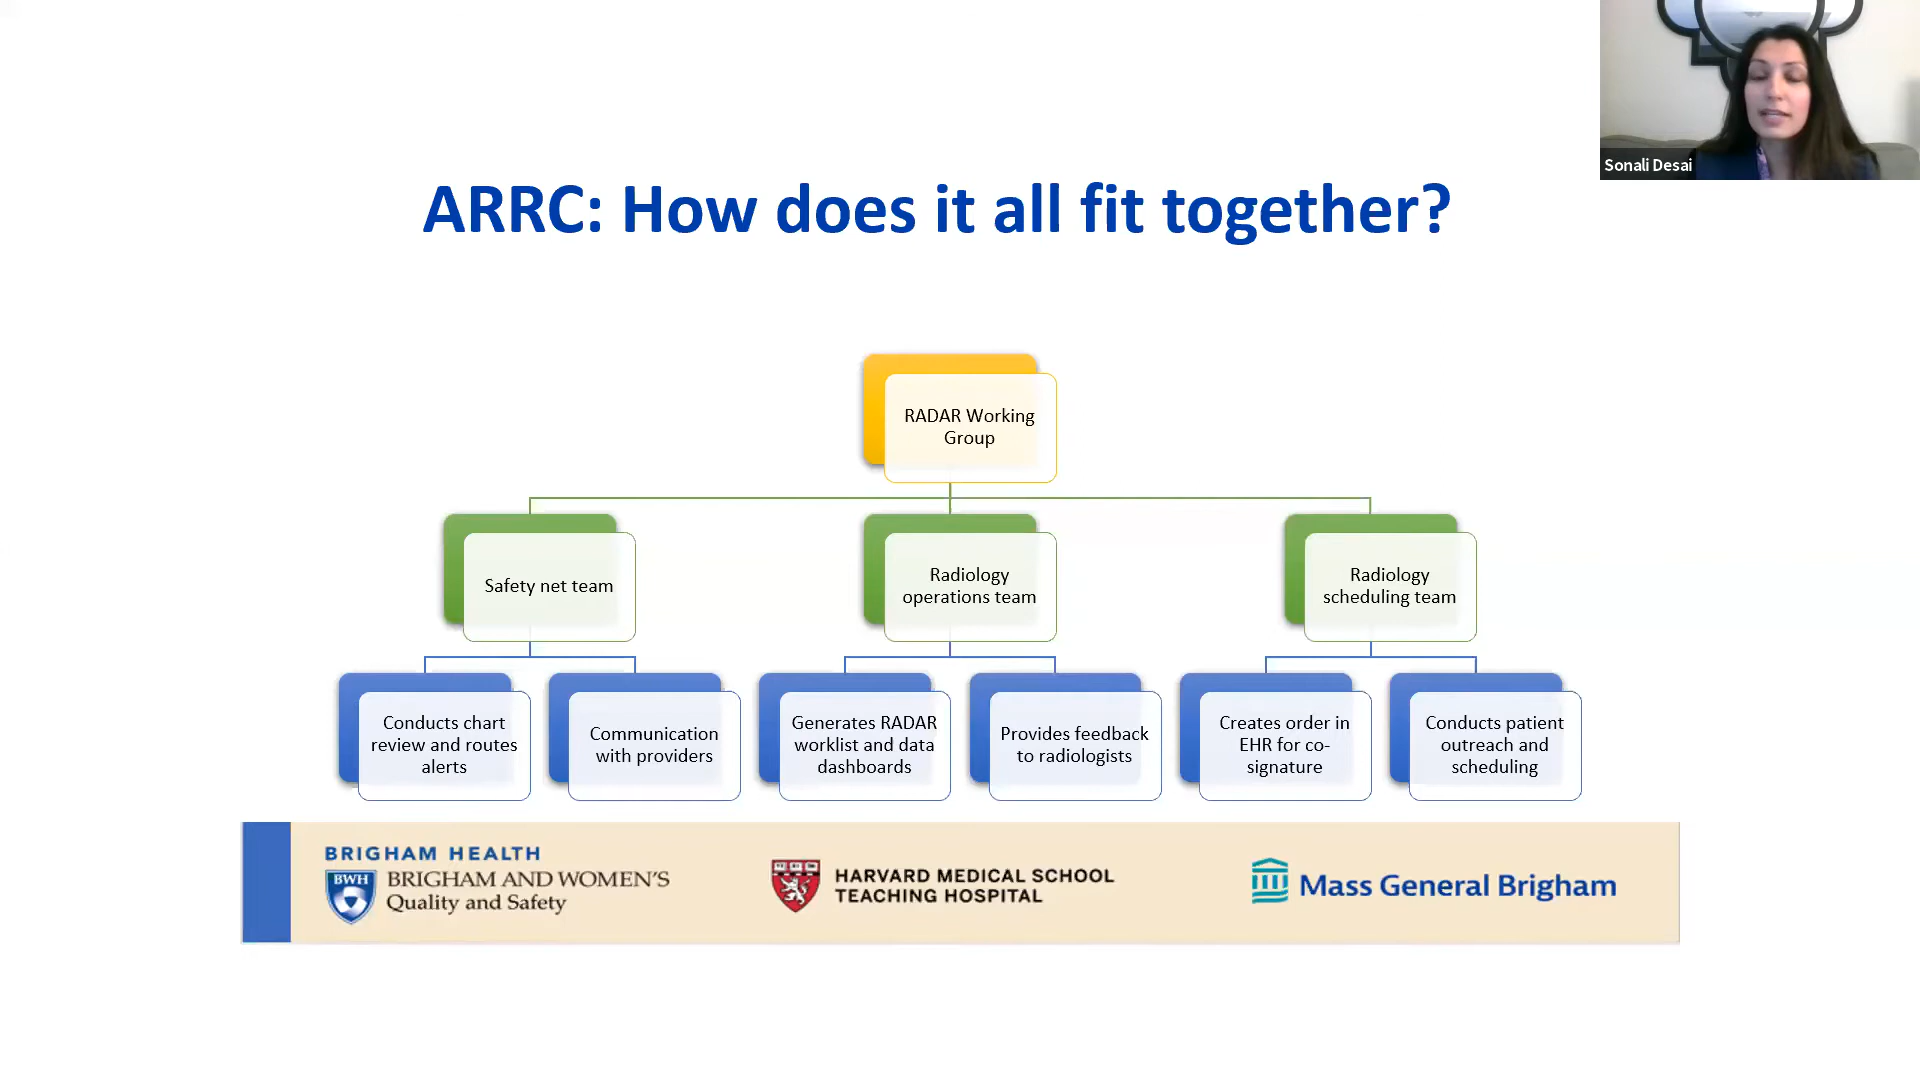 Sonali Desai
ARRC: How does it all fit together?
RADAR Working
Group
Safety net team
Radiology
operations team
Radiology
scheduling team
Conducts chart
review and routes
alerts
Communication
with providers
Generates RADAR
worklist and data
dashboards
Provides feedback
to radiologists
Creates order in
EHR for co-
signature
Conducts patient
outreach and
scheduling
BRIGHAM HEALTH
BWH
BRIGHAM AND WOMEN'S
Quality and Safety
HARVARD MEDICAL SCHOOL
TEACHING HOSPITAL
Mass General Brigham